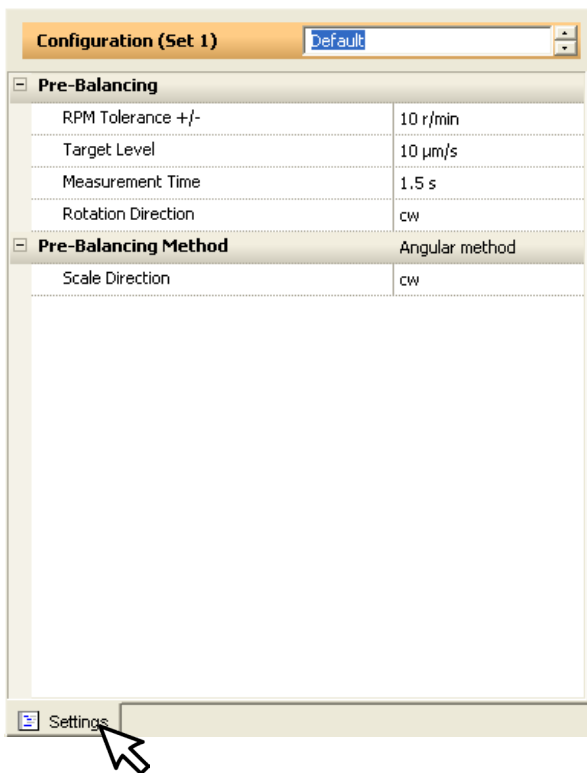 Configuration (Set 1) Default
Pre-Balancing
RPM Tolerance +/- 10 r/min
Target Level 10 µm/s
Measurement Time 1.5 s
Rotation Direction cw
Pre-Balancing Method Angular method
Scale Direction cw
Settings